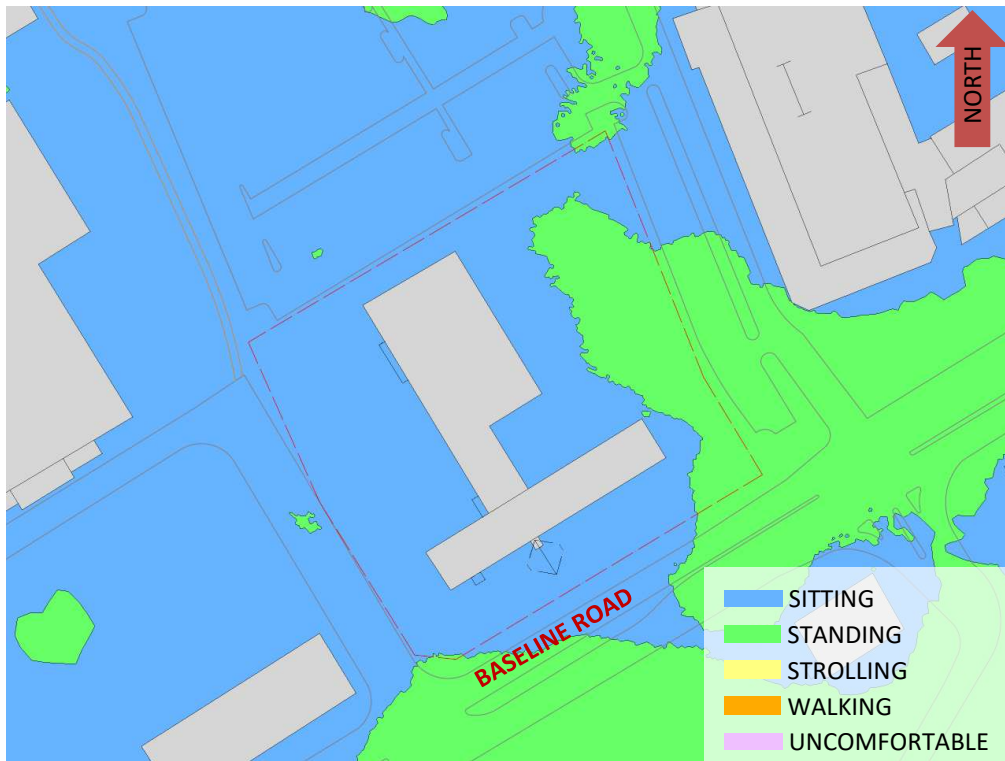 NORTH
BASELINE ROAD
SITTING
STANDING
STROLLING
WALKING
UNCOMFORTABLE